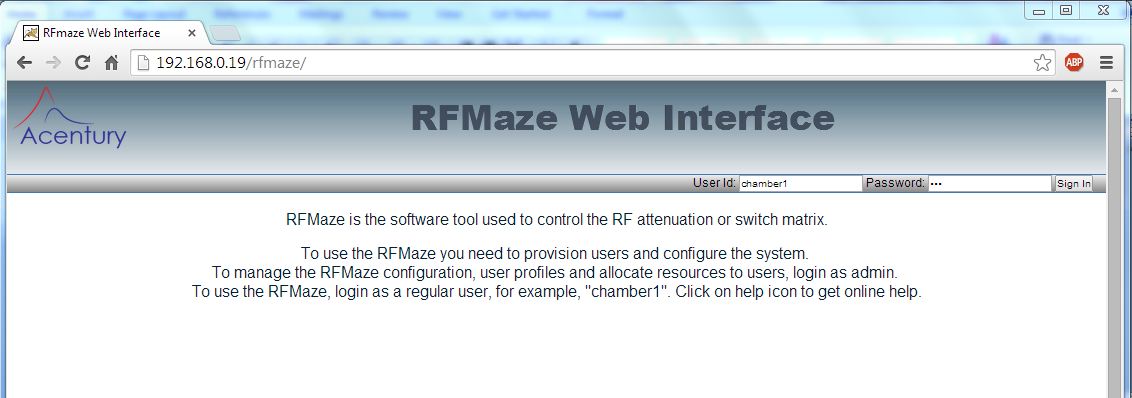 RFmaze Web Interface
192.168.0.19/rfmaze/
ABP
Acentury
RFMaze Web Interface
User Id: chamber1 Password: ••• Sign In
RFMaze is the software tool used to control the RF attenuation or switch matrix.
To use the RFMaze you need to provision users and configure the system.
To manage the RFMaze configuration, user profiles and allocate resources to users, login as admin.
To use the RFMaze, login as a regular user, for example, "chamber1". Click on help icon to get online help.